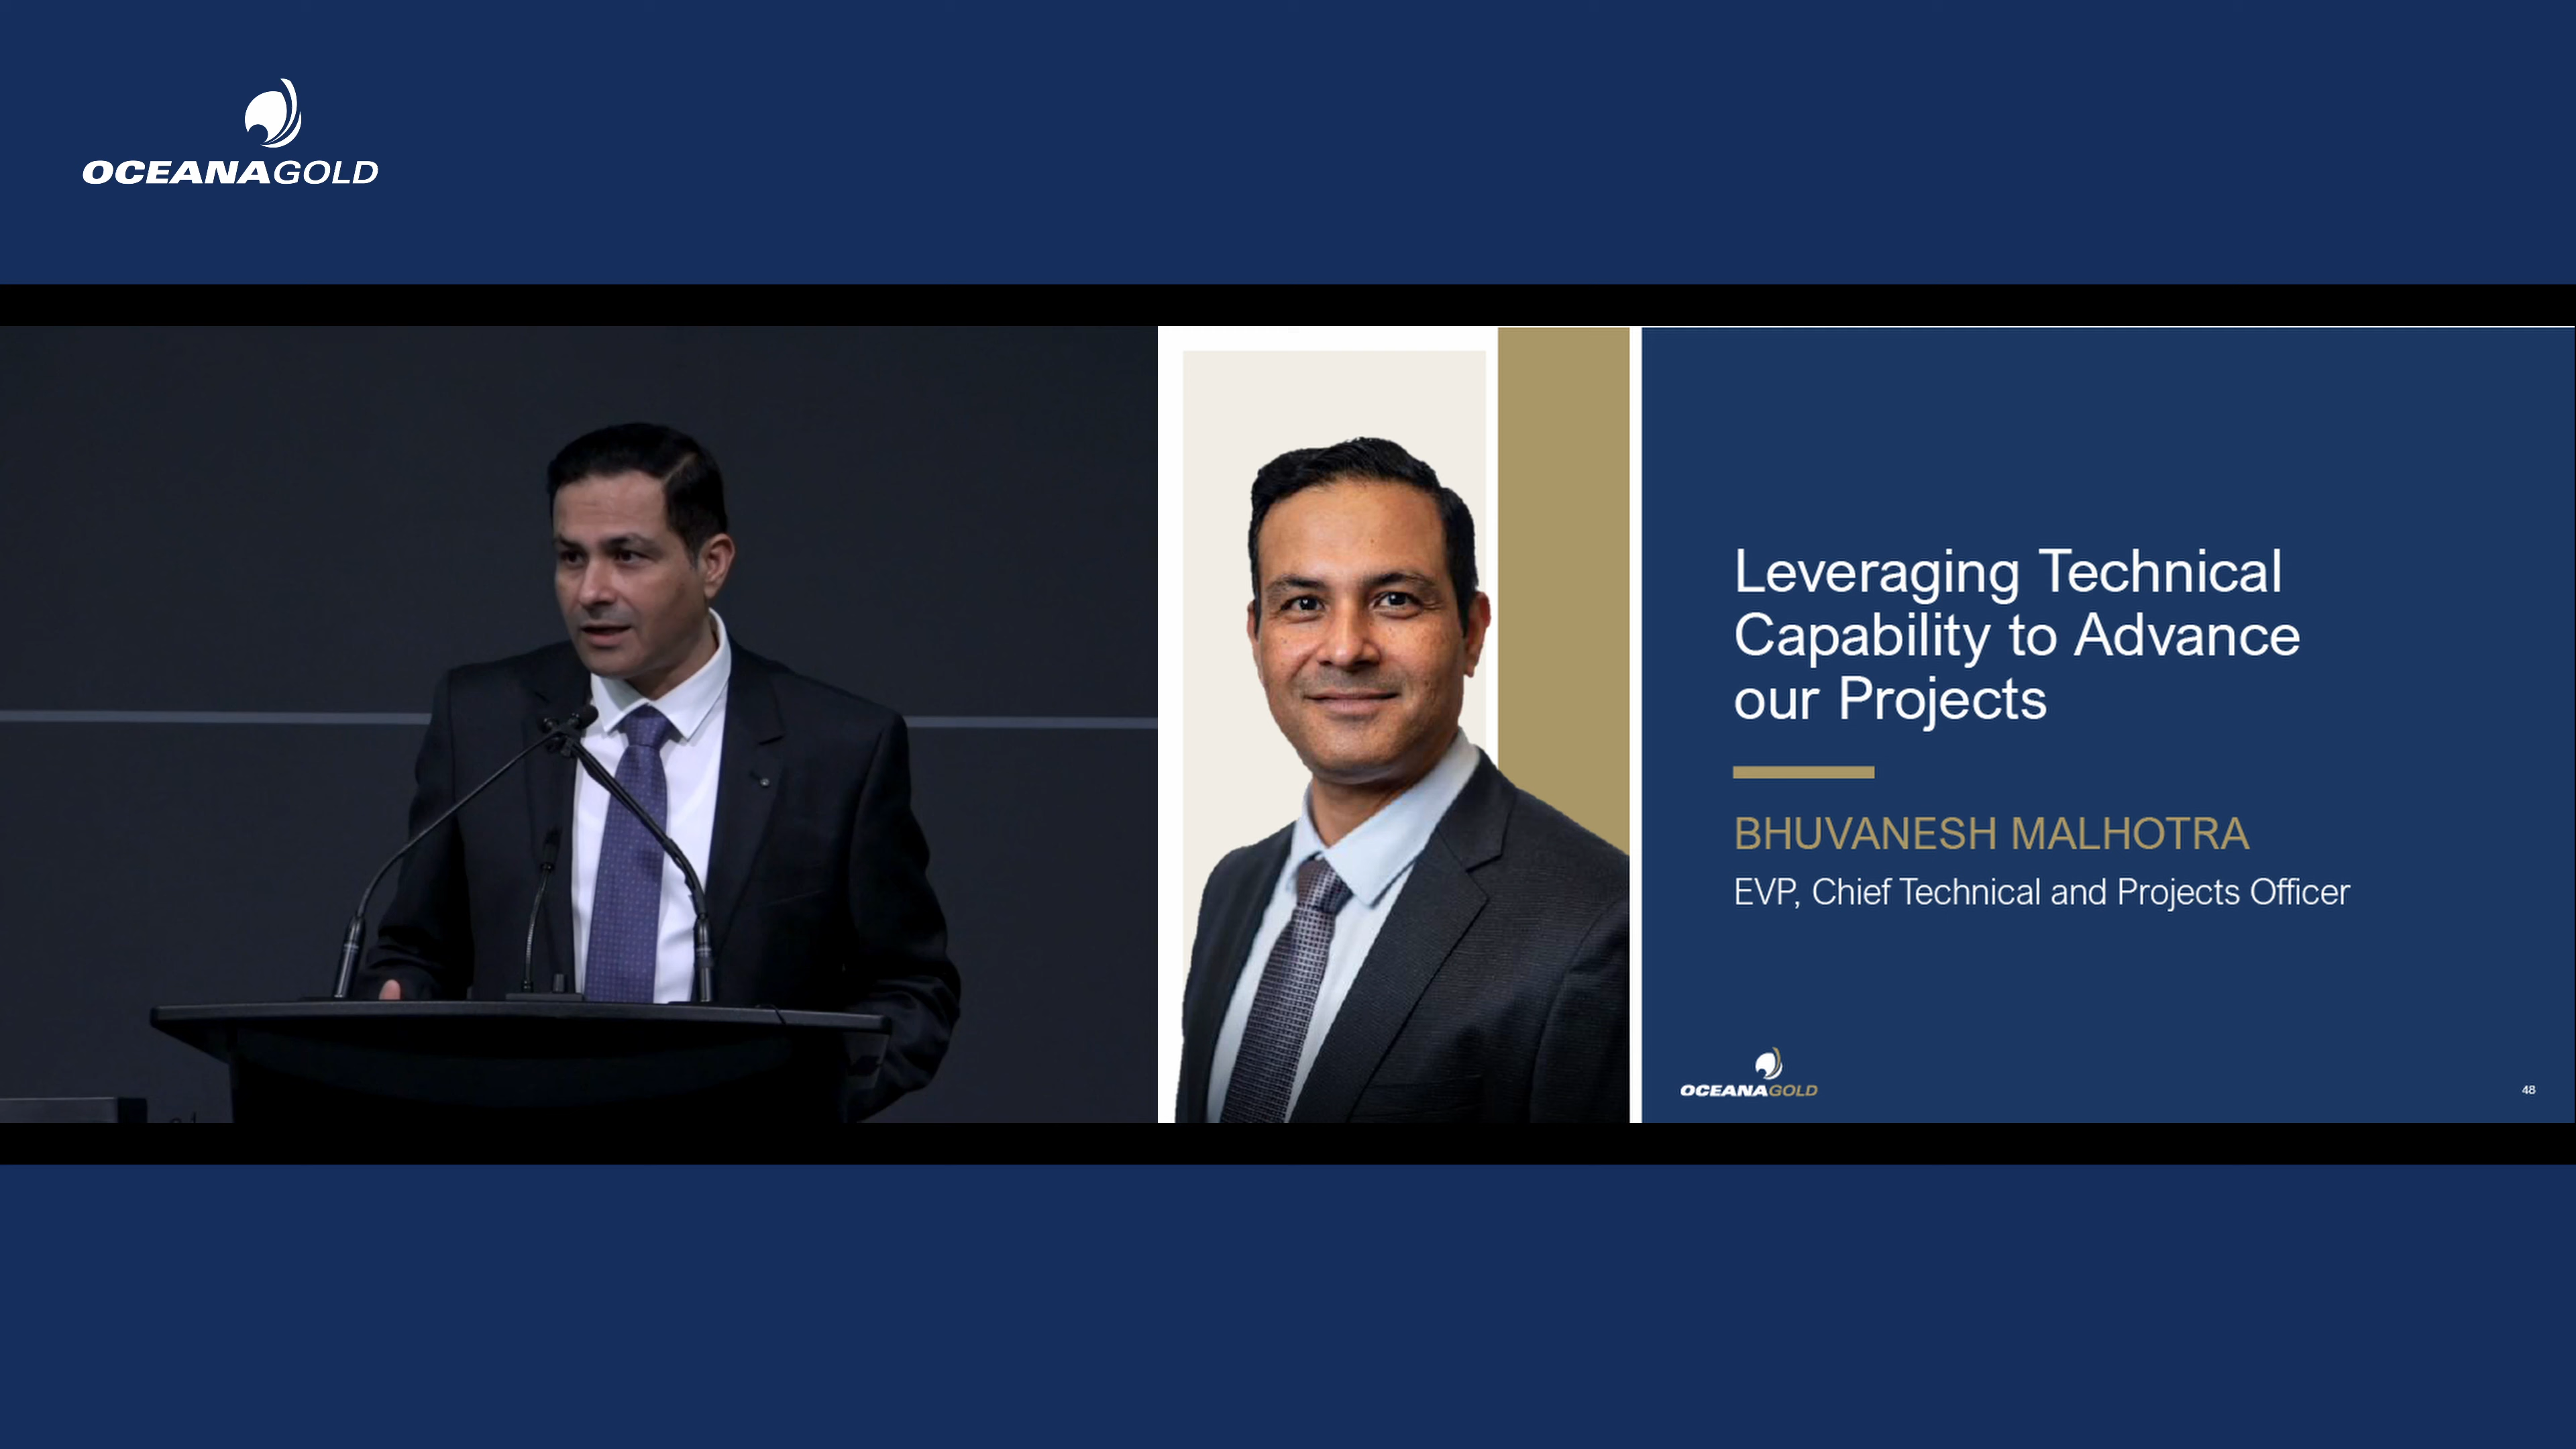 OCEANAGOLD
Leveraging Technical
Capability to Advance
our Projects
BHUVANESH MALHOTRA
EVP, Chief Technical and Projects Officer
OCEANAGOLD
48